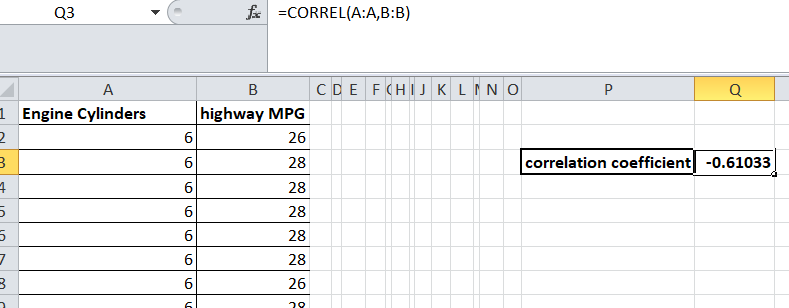 Q3 fx =CORREL(A:A,B:B)
A B C D E F G H I J K L M N O P Q
1 Engine Cylinders highway MPG
2 6 26
3 6 28 correlation coefficient -0.61033
4 6 28
5 6 28
6 6 28
7 6 28
8 6 26
9 6 28